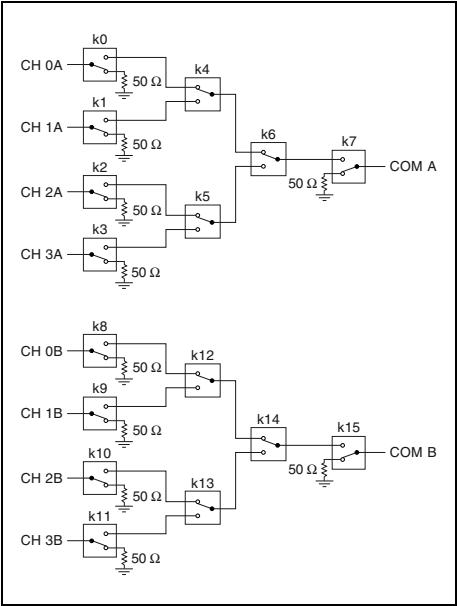 k0
CH 0A
50 Ω
k4
k1
CH 1A
50 Ω
k6
k7
COM A
50 Ω
k2
CH 2A
50 Ω
k5
k3
CH 3A
50 Ω
k8
CH 0B
50 Ω
k12
k9
CH 1B
50 Ω
k14
k15
COM B
50 Ω
k10
CH 2B
50 Ω
k13
k11
CH 3B
50 Ω